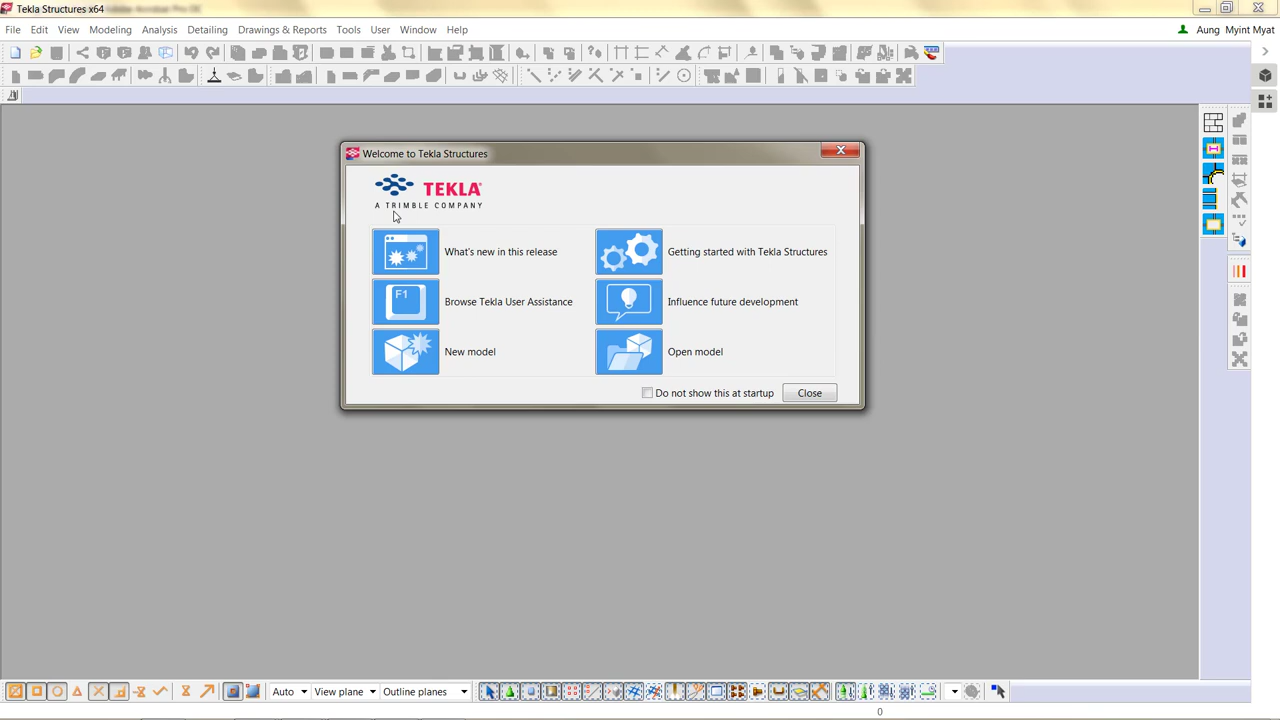 Tekla Structures x64
File Edit View Modeling Analysis Detailing Drawings & Reports Tools User Window Help
Aung Myint Myat
Welcome to Tekla Structures
TEKLA
A TRIMBLE COMPANY
What's new in this release
Getting started with Tekla Structures
F1
Browse Tekla User Assistance
Influence future development
New model
Open model
Do not show this at startup
Close
Auto
View plane
Outline planes
0